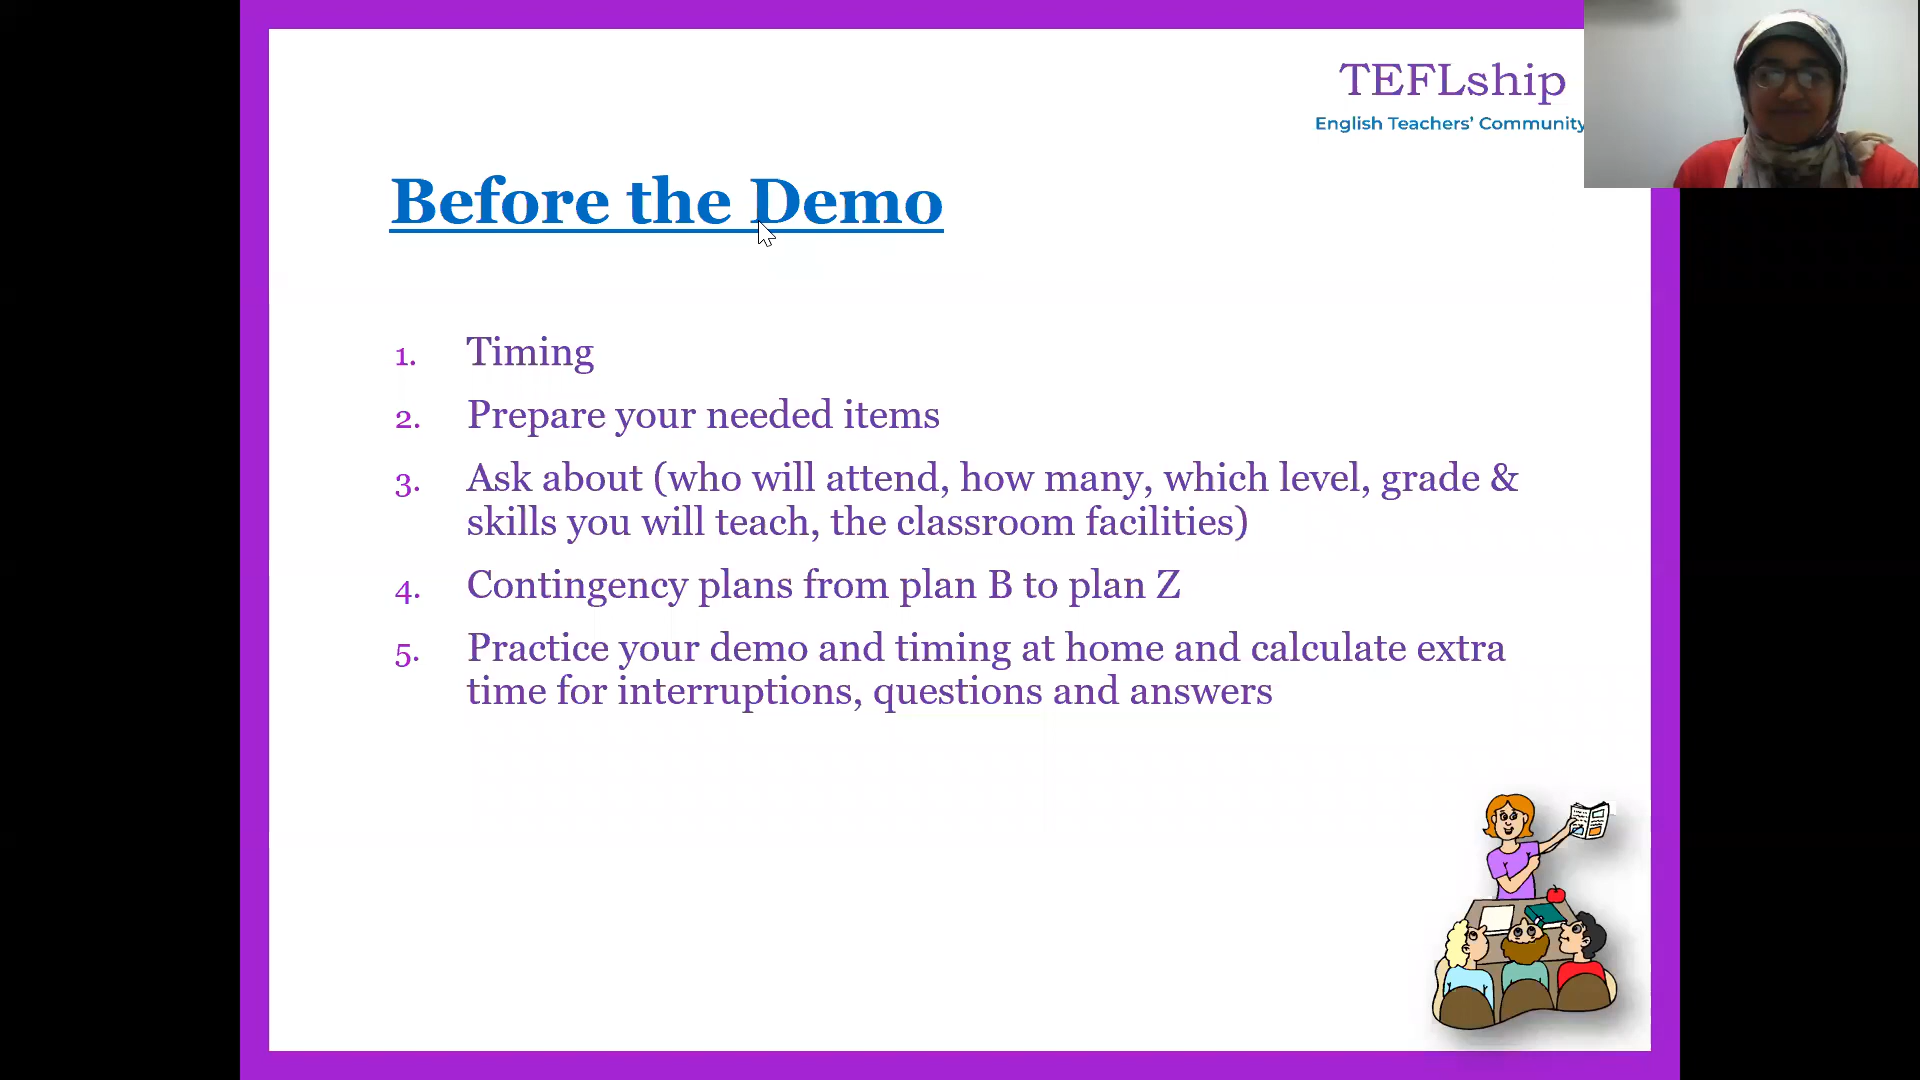 TEFLship
English Teachers' Community
Before the Demo
1. Timing
2. Prepare your needed items
3. Ask about (who will attend, how many, which level, grade &
skills you will teach, the classroom facilities)
4. Contingency plans from plan B to plan Z
5. Practice your demo and timing at home and calculate extra
time for interruptions, questions and answers